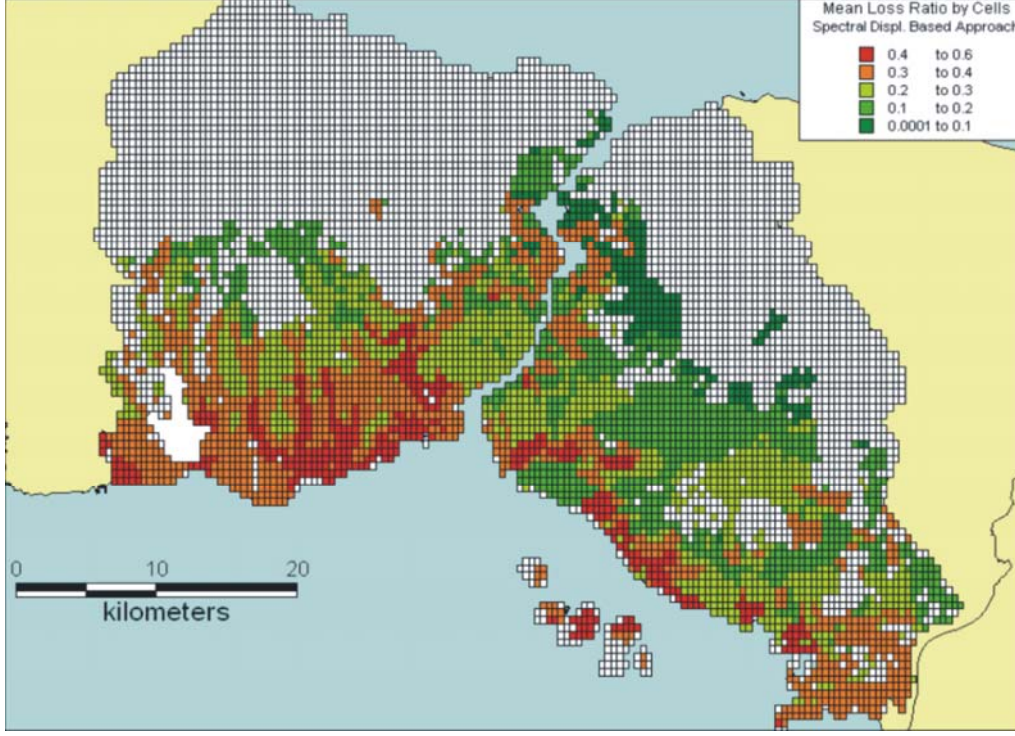 Mean Loss Ratio by Cells
Spectral Displ. Based Approach
0.4 to 0.6
0.3 to 0.4
0.2 to 0.3
0.1 to 0.2
0.0001 to 0.1
0 10 20
kilometers